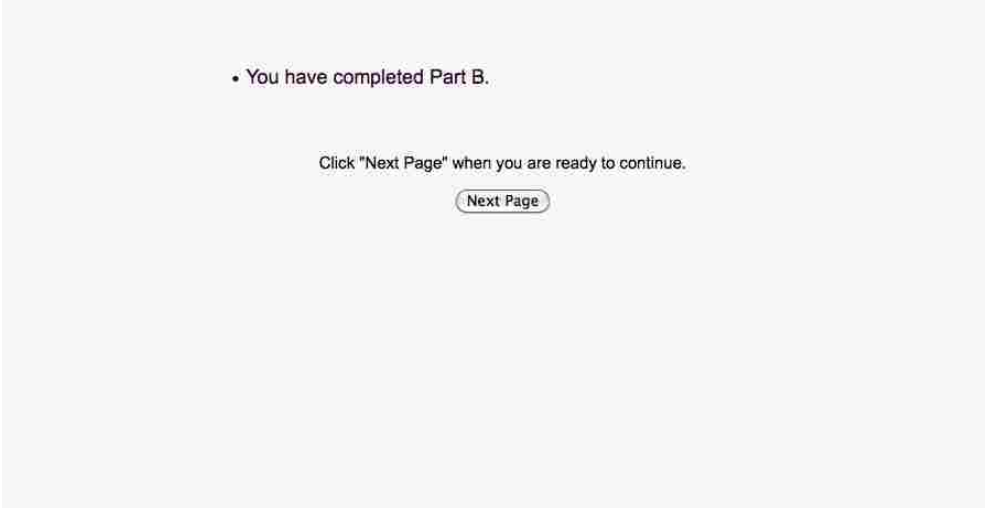 • You have completed Part B.
Click "Next Page" when you are ready to continue.
Next Page